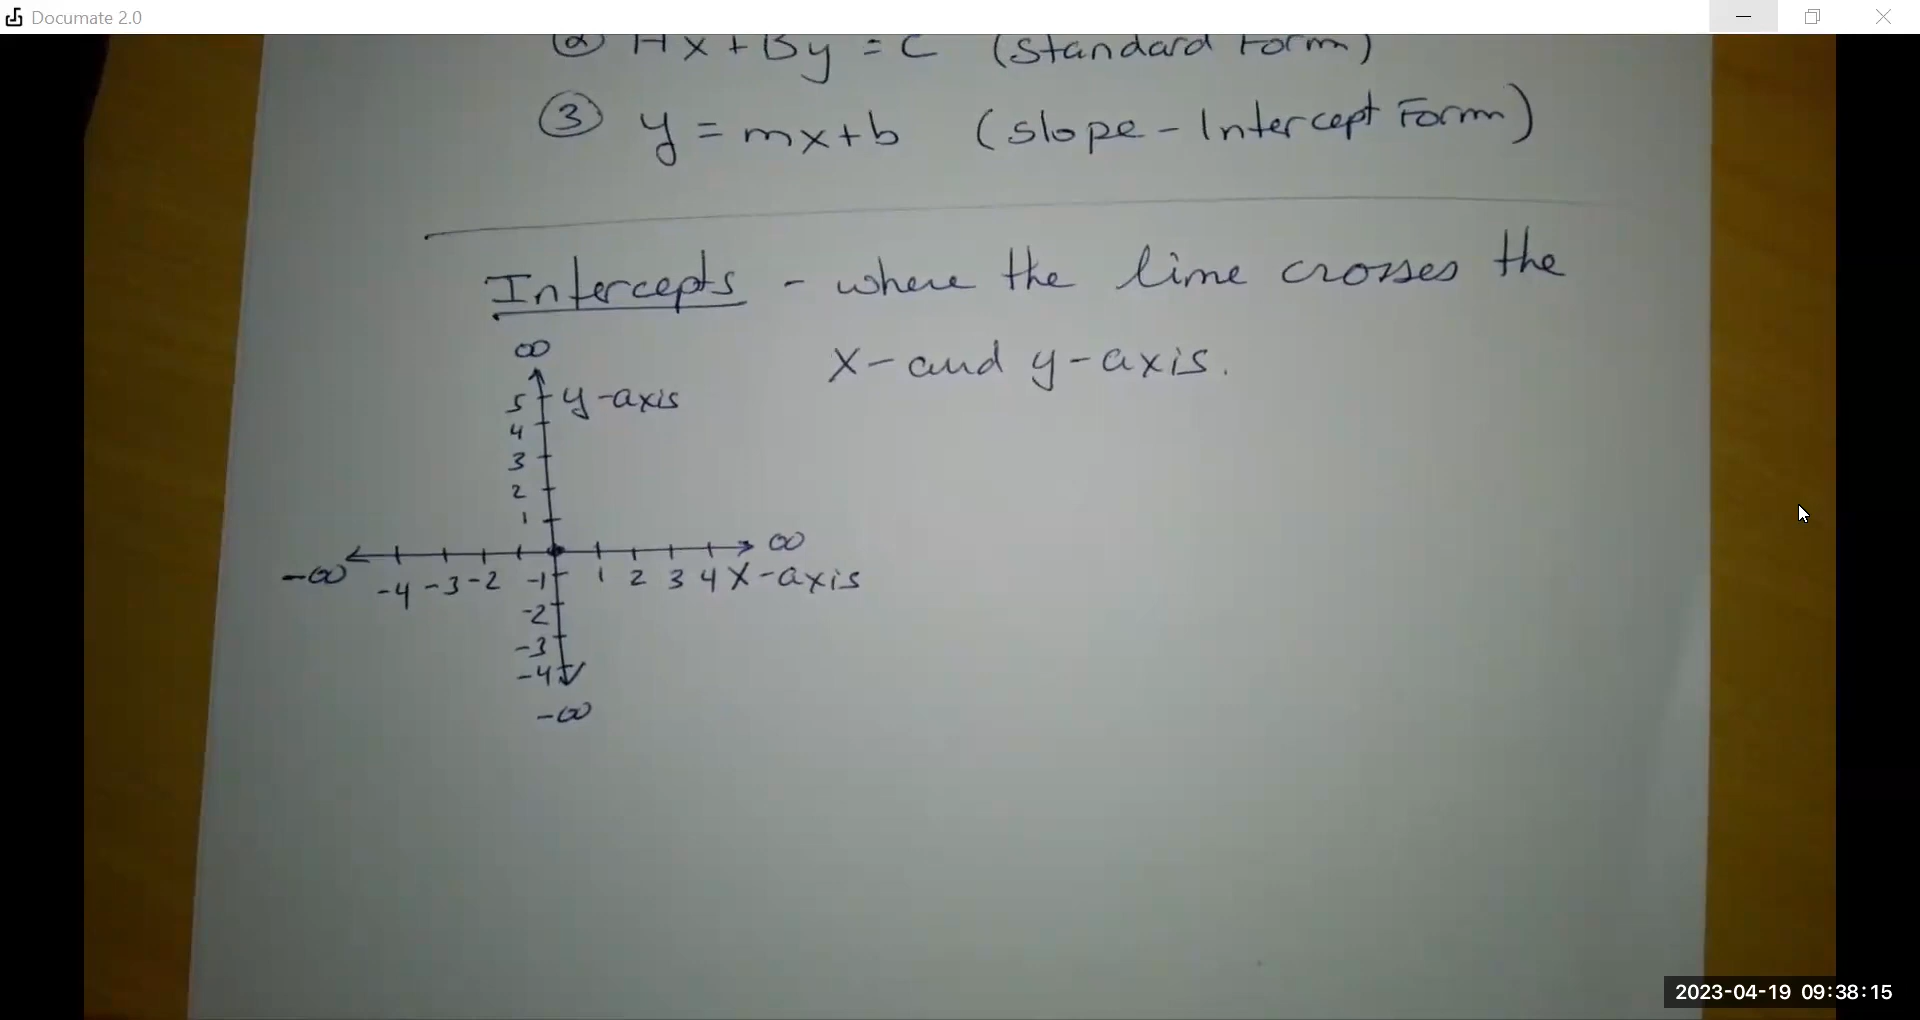 Documate 2.0
② Ax + By = C (Standard Form)
③ y = mx + b (slope - Intercept Form)
Intercepts - where the line crosses the
x- and y-axis.
∞
5 y-axis
4
3
2
1
∞
-∞ -4 -3 -2 -1 1 2 3 4 x-axis
-2
-3
-4
-∞
2023-04-19 09:38:15